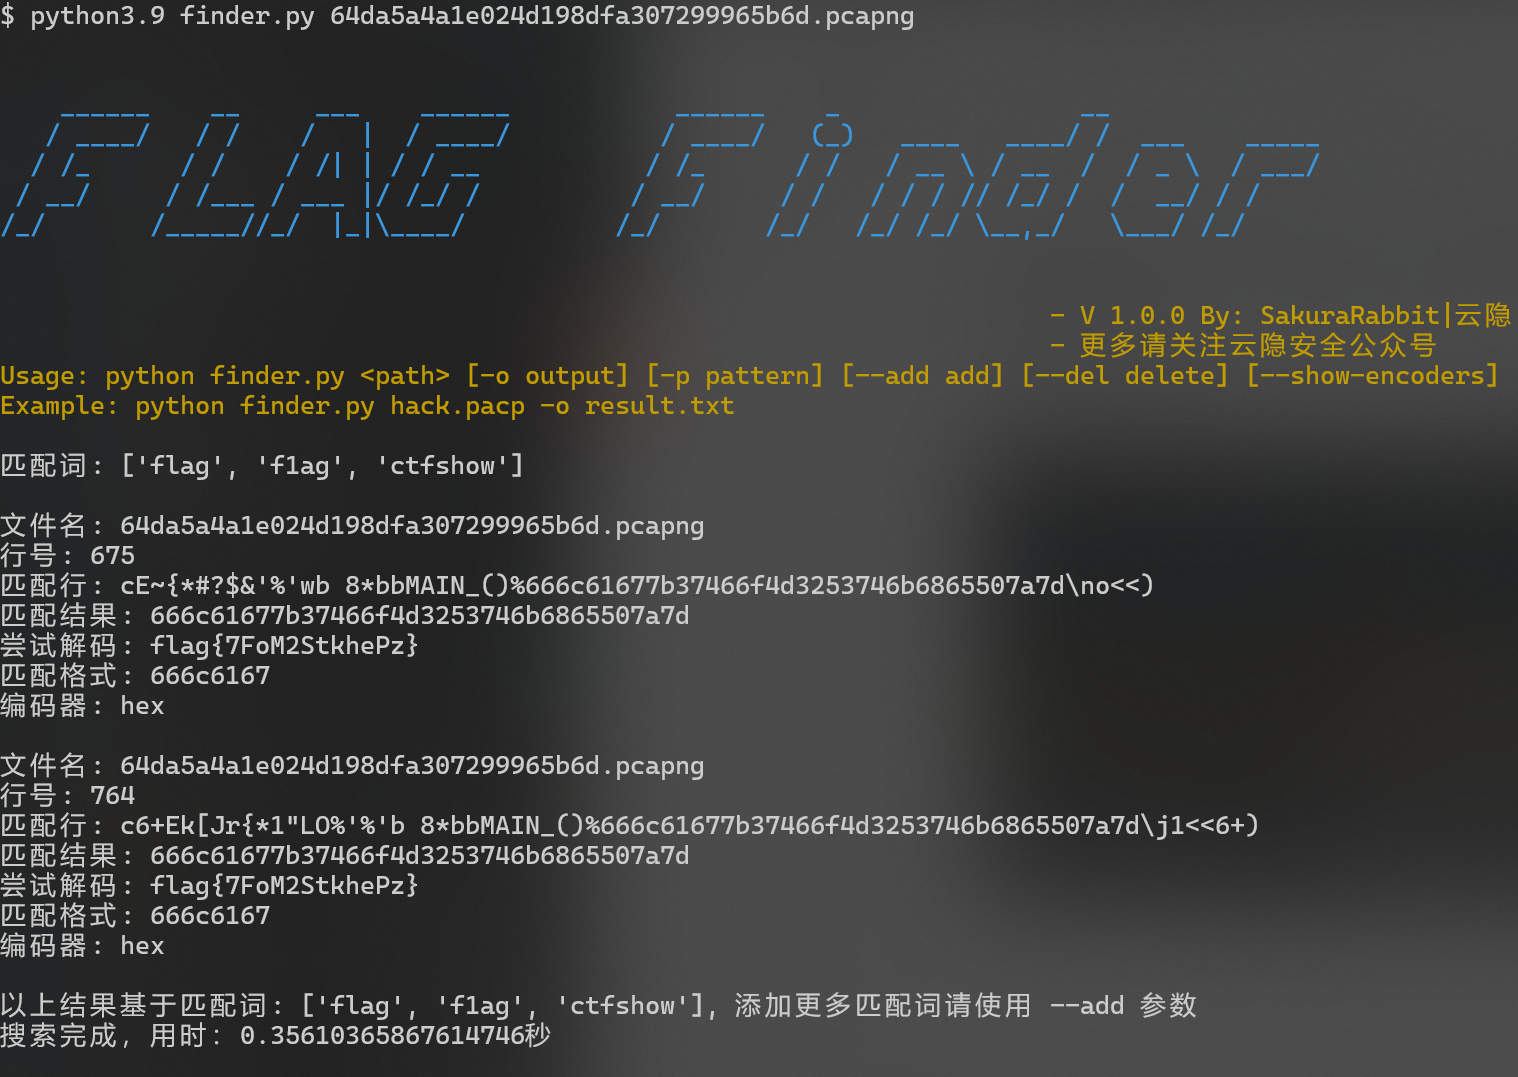 $ python3.9 finder.py 64da5a4a1e024d198dfa307299965b6d.pcapng
FLAG Finder
- V 1.0.0 By: SakuraRabbit|云隐
- 更多请关注云隐安全公众号
Usage: python finder.py <path> [-o output] [-p pattern] [--add add] [--del delete] [--show-encoders]
Example: python finder.py hack.pacp -o result.txt
匹配词: ['flag', 'f1ag', 'ctfshow']
文件名: 64da5a4a1e024d198dfa307299965b6d.pcapng
行号: 675
匹配行: cE~{*#?$&'%'wb 8*bbMAIN_()%666c61677b37466f4d3253746b6865507a7d\no<<)
匹配结果: 666c61677b37466f4d3253746b6865507a7d
尝试解码: flag{7FoM2StkhePz}
匹配格式: 666c6167
编码器: hex
文件名: 64da5a4a1e024d198dfa307299965b6d.pcapng
行号: 764
匹配行: c6+Ek[Jr{*1"LO%'%'b 8*bbMAIN_()%666c61677b37466f4d3253746b6865507a7d\j1<<6+)
匹配结果: 666c61677b37466f4d3253746b6865507a7d
尝试解码: flag{7FoM2StkhePz}
匹配格式: 666c6167
编码器: hex
以上结果基于匹配词: ['flag', 'f1ag', 'ctfshow'], 添加更多匹配词请使用 --add 参数
搜索完成, 用时: 0.35610365867614746秒